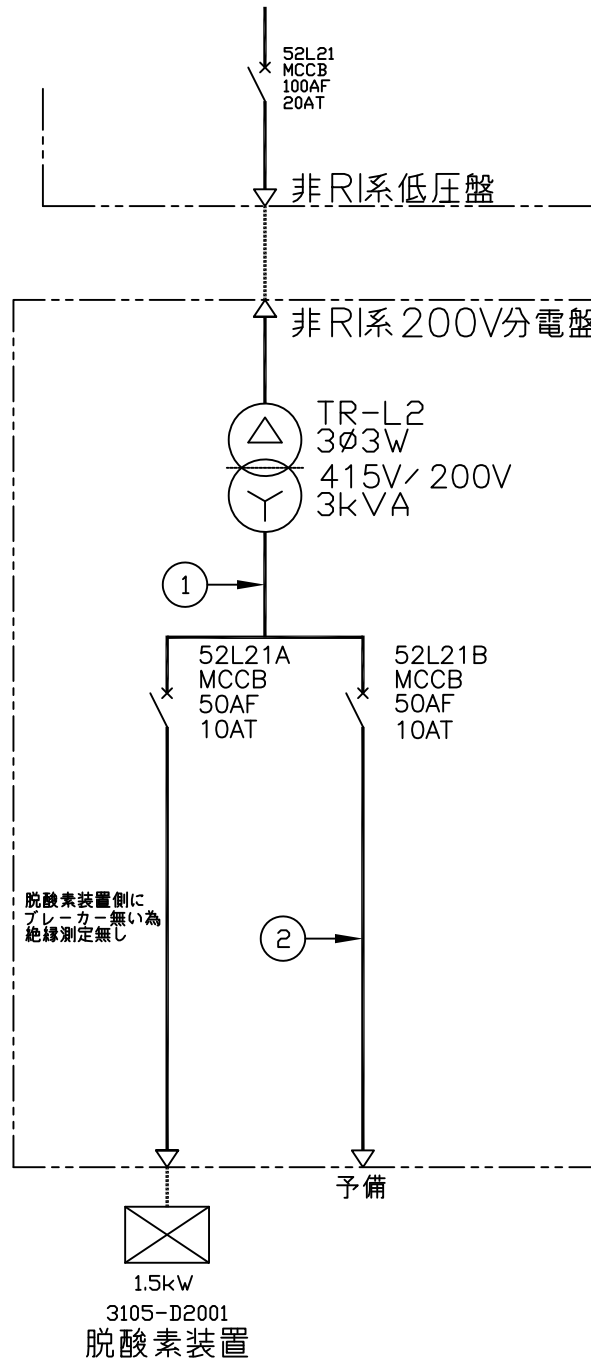 52L21
MCCB
100AF
20AT
非RI系低圧盤
非RI系200V分電盤
TR-L2
3ø3W
415V/200V
3kVA
1
52L21A
MCCB
50AF
10AT
52L21B
MCCB
50AF
10AT
脱酸素装置側に
ブレーカー無い為
絶縁測定無し
2
予備
1.5kW
3105-D2001
脱酸素装置